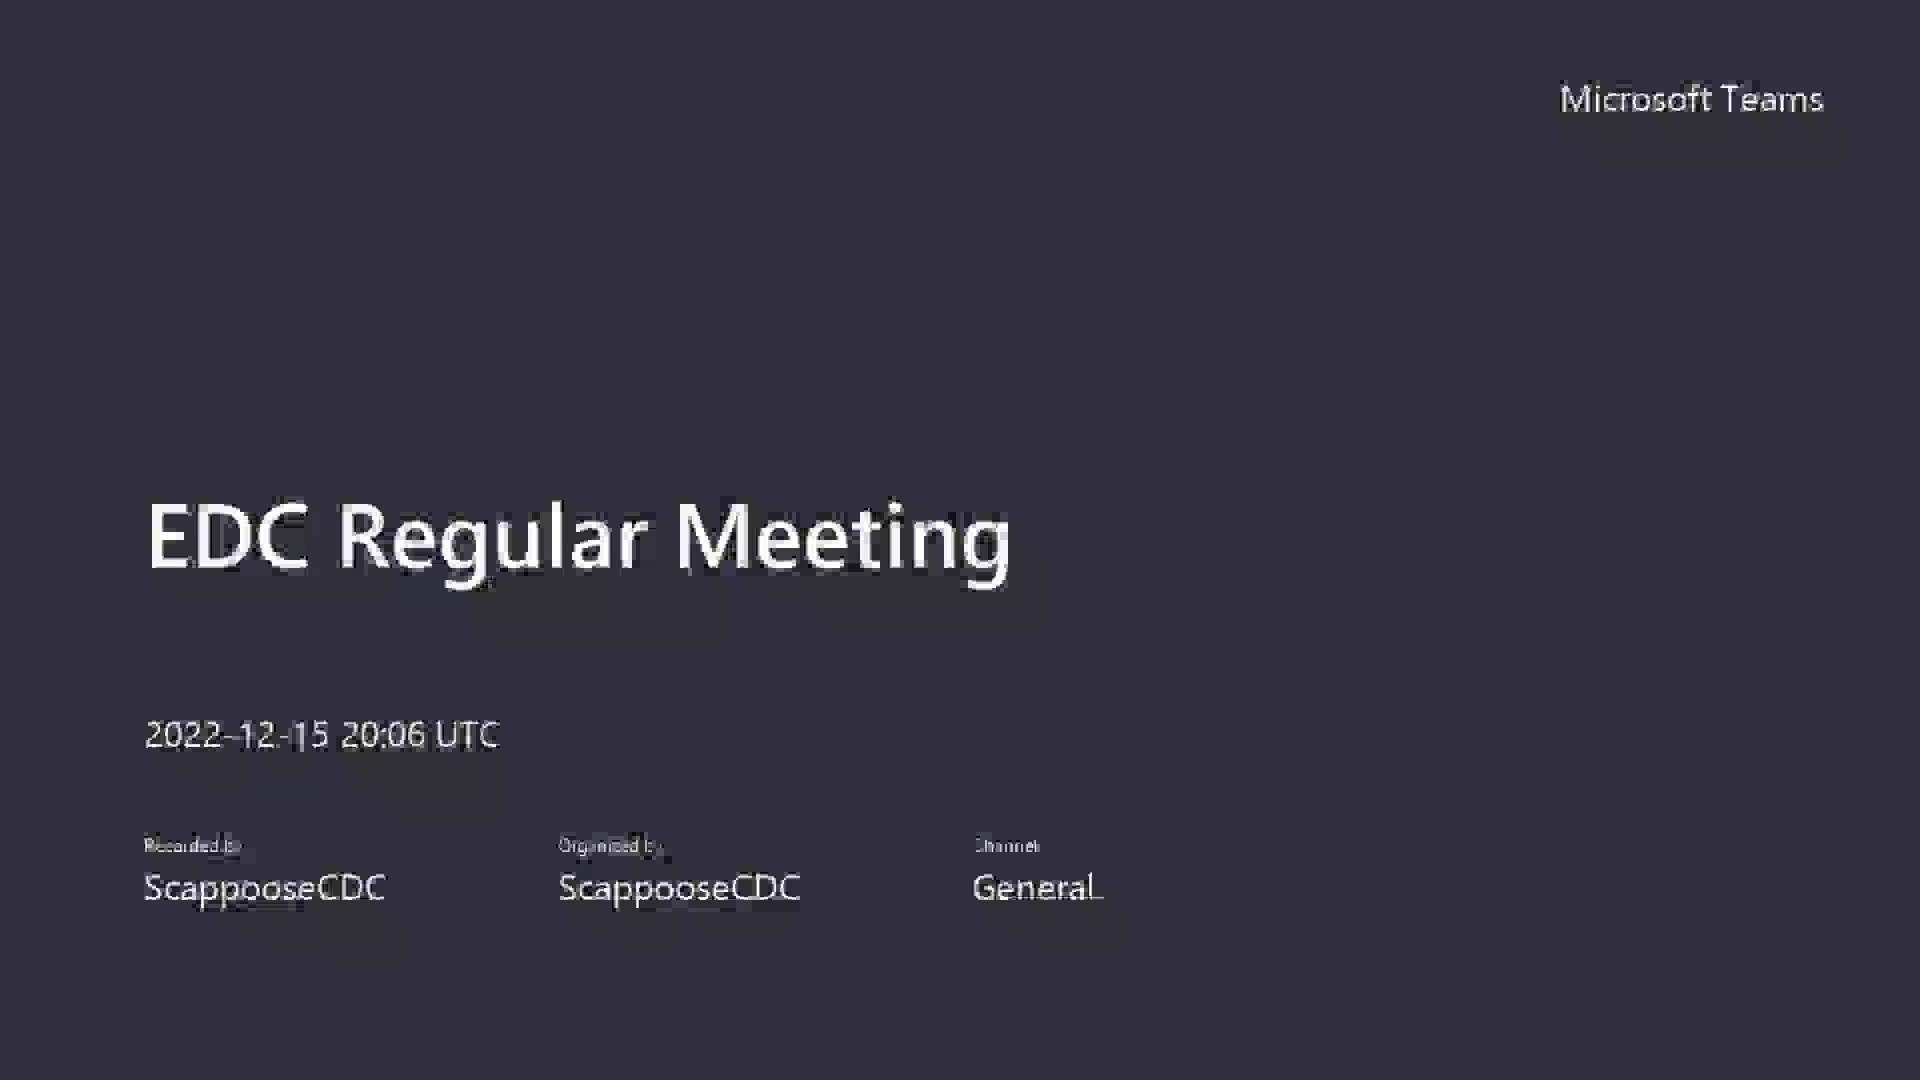 Microsoft Teams
EDC Regular Meeting
2022-12-15 20:06 UTC
Recorded by
Organized by
Channel
ScappooseCDC
ScappooseCDC
General